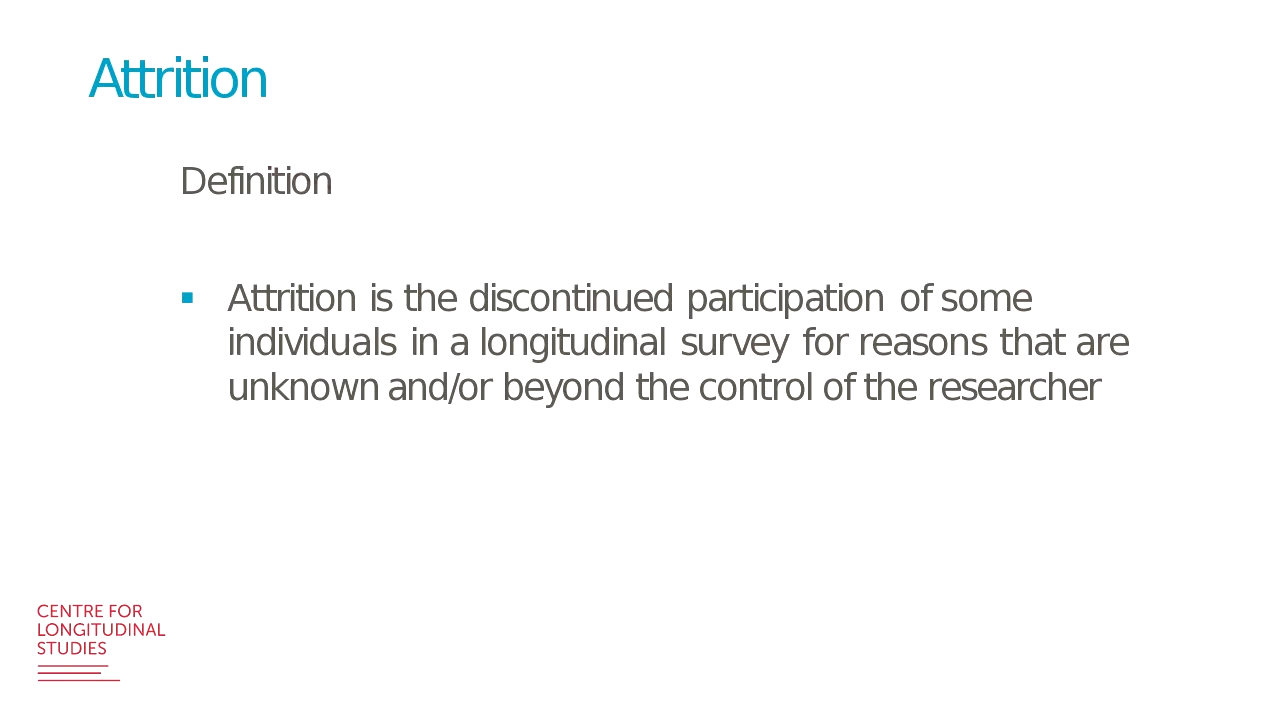 Attrition
Definition
▪ Attrition is the discontinued participation of some
individuals in a longitudinal survey for reasons that are
unknown and/or beyond the control of the researcher
CENTRE FOR
LONGITUDINAL
STUDIES